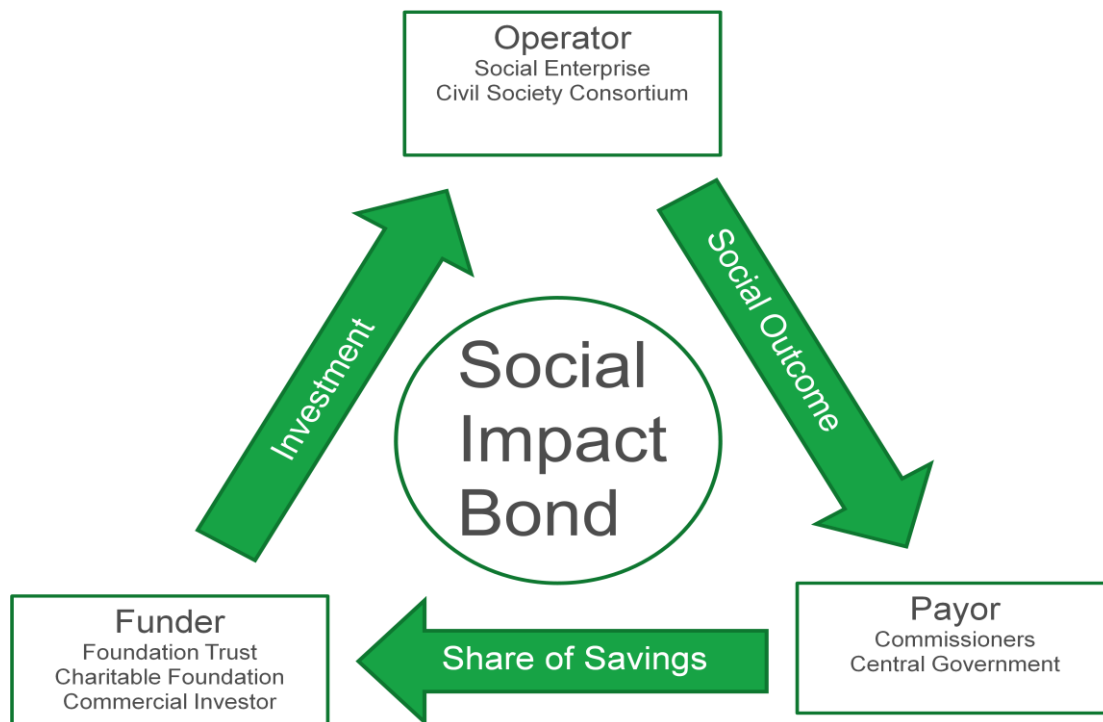 Operator
Social Enterprise
Civil Society Consortium
Investment
Social Outcome
Social
Impact
Bond
Funder
Foundation Trust
Charitable Foundation
Commercial Investor
Share of Savings
Payor
Commissioners
Central Government